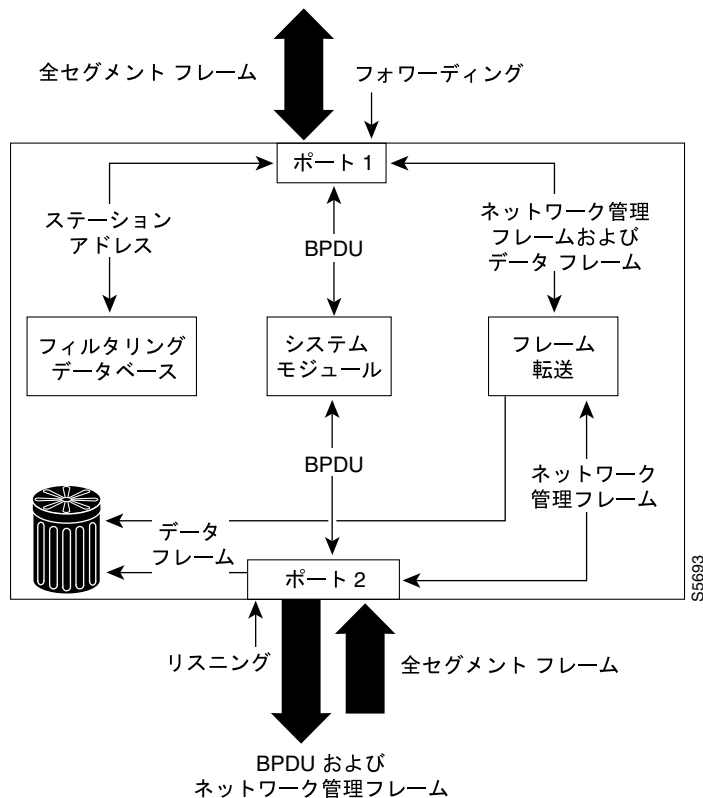 全セグメント フレーム
フォワーディング
ポート 1
ステーション
アドレス
BPDU
ネットワーク管理
フレームおよび
データ フレーム
フィルタリング
データベース
システム
モジュール
フレーム
転送
BPDU
ネットワーク
管理フレーム
データ
フレーム
ポート 2
S5693
リスニング
全セグメント フレーム
BPDU および
ネットワーク管理フレーム